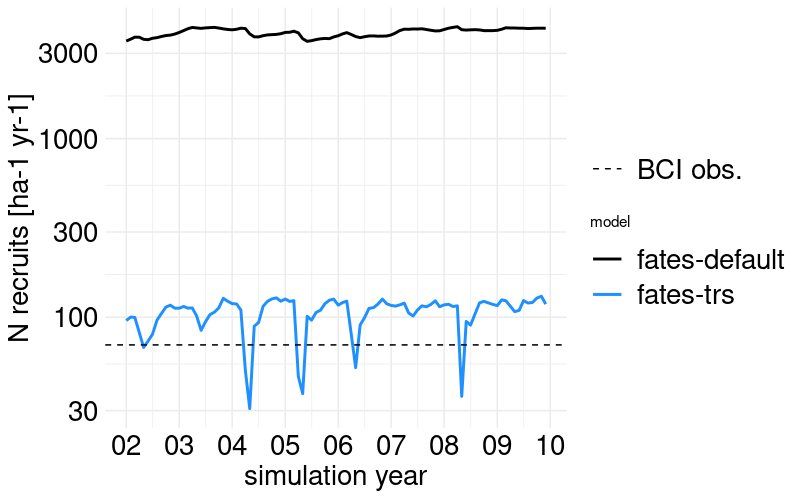 N recruits [ha-1 yr-1]
3000
1000
300
100
30
02 03 04 05 06 07 08 09 10
simulation year
BCI obs.
model
fates-default
fates-trs